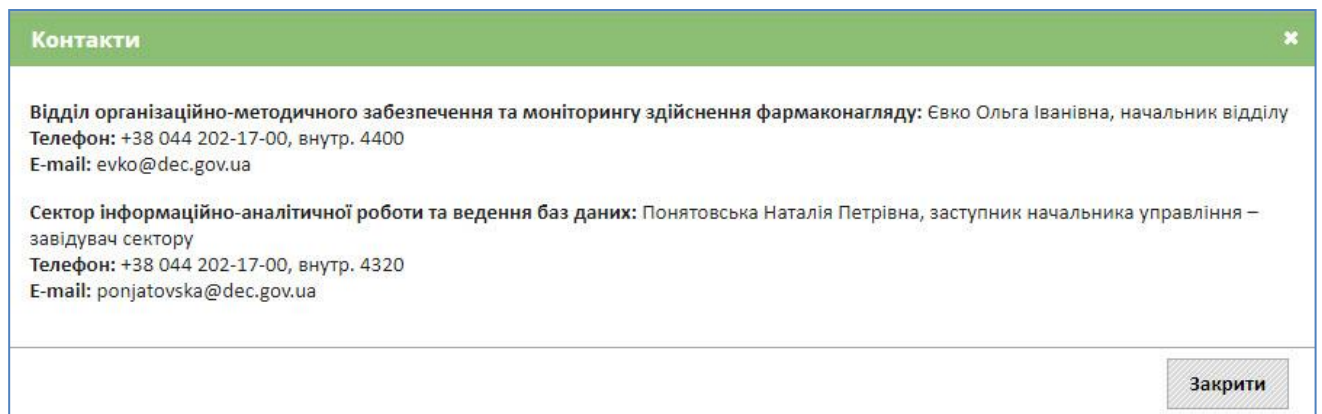 Контакти
Відділ організаційно-методичного забезпечення та моніторингу здійснення фармаконагляду: Євко Ольга Іванівна, начальник відділу
Телефон: +38 044 202-17-00, внутр. 4400
E-mail: evko@dec.gov.ua
Сектор інформаційно-аналітичної роботи та ведення баз даних: Понятовська Наталія Петрівна, заступник начальника управління –
завідувач сектору
Телефон: +38 044 202-17-00, внутр. 4320
E-mail: ponjatovska@dec.gov.ua
Закрити